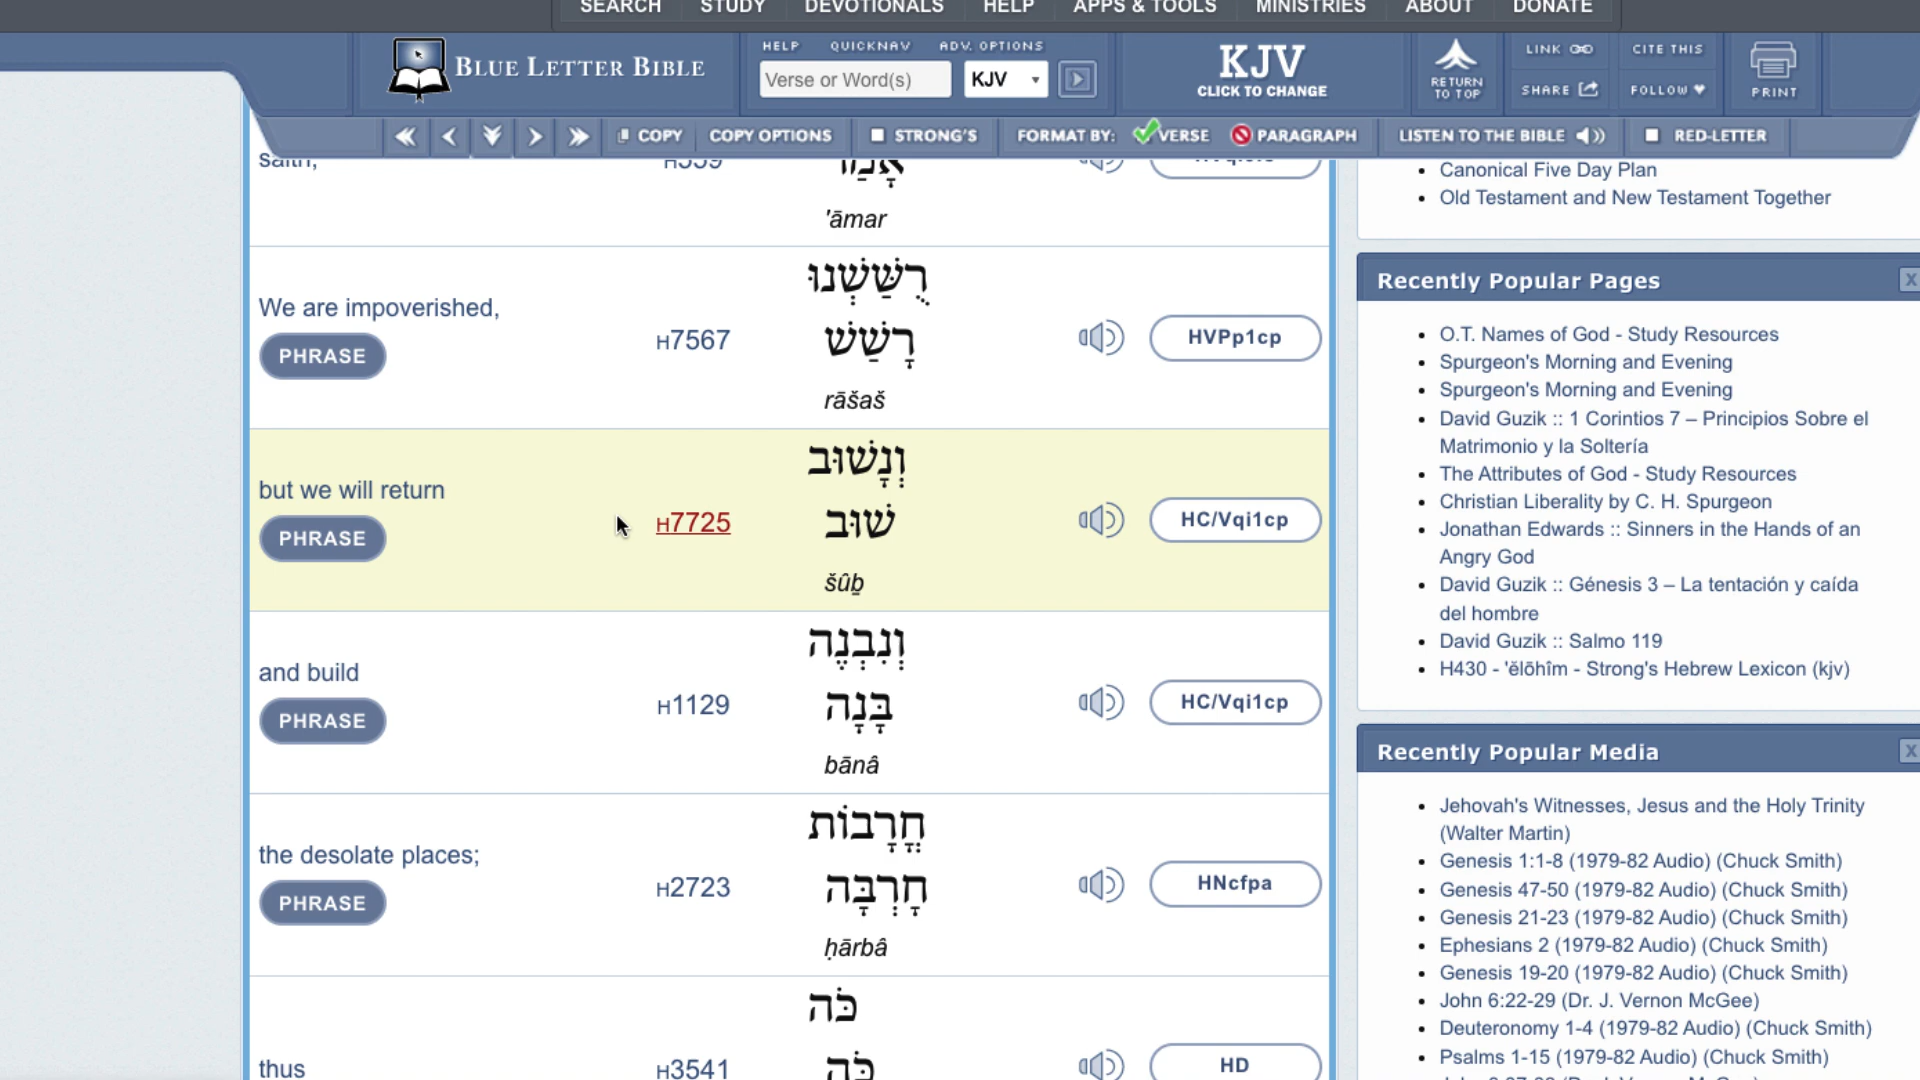 SEARCH STUDY DEVOTIONALS HELP APPS & TOOLS MINISTRIES ABOUT DONATE
BLUE LETTER BIBLE
HELP QUICKNAV ADV. OPTIONS
Verse or Word(s) KJV
KJV
CLICK TO CHANGE
RETURN
TO TOP
LINK
SHARE
CITE THIS
FOLLOW
PRINT
COPY COPY OPTIONS STRONG'S FORMAT BY: VERSE PARAGRAPH LISTEN TO THE BIBLE RED-LETTER
saith,
H559
'āmar
We are impoverished,
PHRASE
H7567
רֻשַּׁשְׁנוּ
רָשַׁשׁ
rāšaš
HVPp1cp
but we will return
PHRASE
H7725
וְנָשׁוּב
שׁוּב
šûḇ
HC/Vqi1cp
and build
PHRASE
H1129
וְנִבְנֶה
בָּנָה
bānâ
HC/Vqi1cp
the desolate places;
PHRASE
H2723
חֳרָבוֹת
חָרְבָּה
ḥārbâ
HNcfpa
thus
H3541
כֹּה
כֹּה
HD
Canonical Five Day Plan
Old Testament and New Testament Together
Recently Popular Pages
X
O.T. Names of God - Study Resources
Spurgeon's Morning and Evening
Spurgeon's Morning and Evening
David Guzik :: 1 Corintios 7 – Principios Sobre el
Matrimonio y la Soltería
The Attributes of God - Study Resources
Christian Liberality by C. H. Spurgeon
Jonathan Edwards :: Sinners in the Hands of an
Angry God
David Guzik :: Génesis 3 – La tentación y caída
del hombre
David Guzik :: Salmo 119
H430 - 'ĕlōhîm - Strong's Hebrew Lexicon (kjv)
Recently Popular Media
X
Jehovah's Witnesses, Jesus and the Holy Trinity
(Walter Martin)
Genesis 1:1-8 (1979-82 Audio) (Chuck Smith)
Genesis 47-50 (1979-82 Audio) (Chuck Smith)
Genesis 21-23 (1979-82 Audio) (Chuck Smith)
Ephesians 2 (1979-82 Audio) (Chuck Smith)
Genesis 19-20 (1979-82 Audio) (Chuck Smith)
John 6:22-29 (Dr. J. Vernon McGee)
Deuteronomy 1-4 (1979-82 Audio) (Chuck Smith)
Psalms 1-15 (1979-82 Audio) (Chuck Smith)